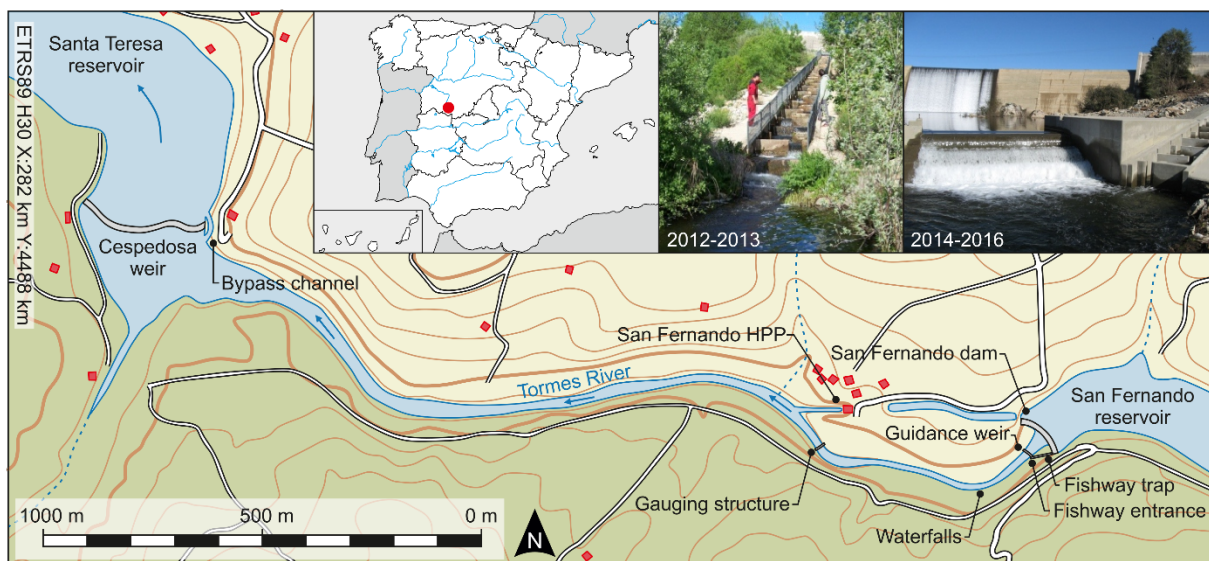 ETRS89 H30 X:282 km Y:4488 km
Santa Teresa
reservoir
Cespedosa
weir
Bypass channel
2012-2013
2014-2016
San Fernando HPP
San Fernando dam
Tormes River
San Fernando
reservoir
Guidance weir
Gauging structure
Fishway trap
Fishway entrance
Waterfalls
1000 m
500 m
0 m
N